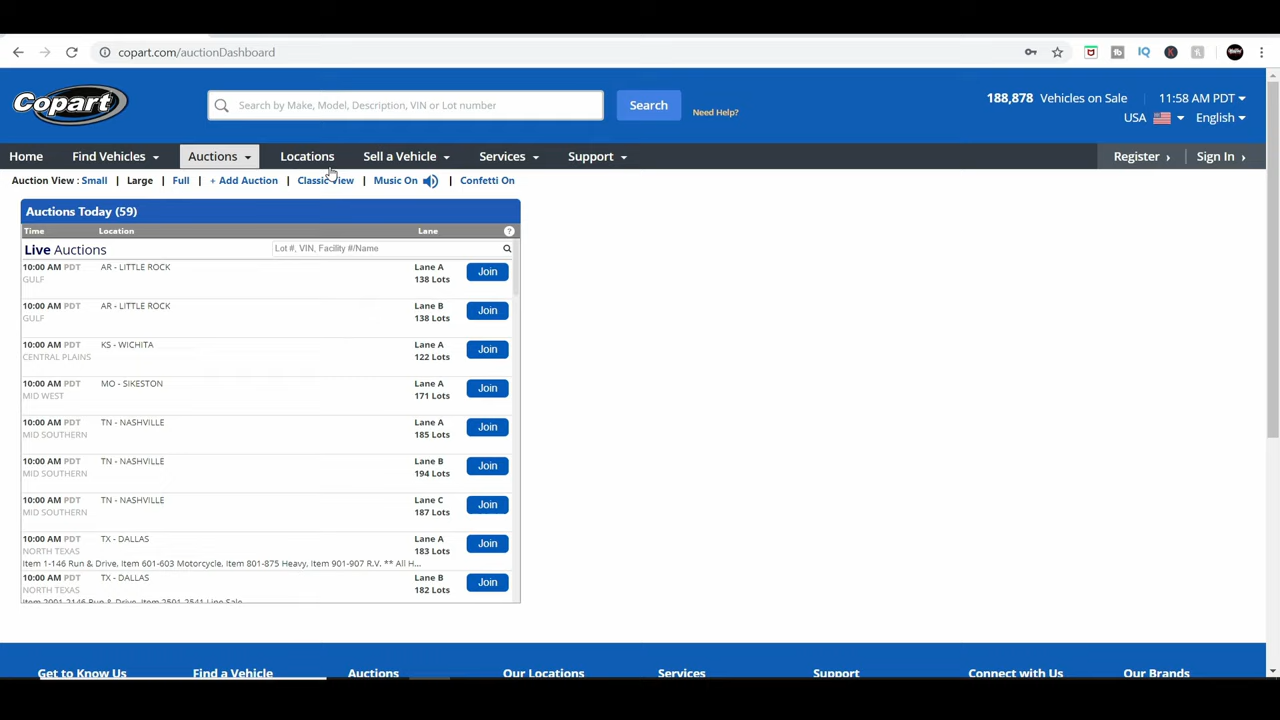 copart.com/auctionDashboard
Copart
Search by Make, Model, Description, VIN or Lot number
Search
Need Help?
188,878 Vehicles on Sale
11:58 AM PDT
USA
English
Home
Find Vehicles
Auctions
Locations
Sell a Vehicle
Services
Support
Register ›
Sign In ›
Auction View : Small | Large | Full | + Add Auction | Classic View | Music On | Confetti On
Auctions Today (59)
Time Location Lane ?
Live Auctions
Lot #, VIN, Facility #/Name
10:00 AM PDT AR - LITTLE ROCK Lane A Join
GULF 138 Lots
10:00 AM PDT AR - LITTLE ROCK Lane B Join
GULF 138 Lots
10:00 AM PDT KS - WICHITA Lane A Join
CENTRAL PLAINS 122 Lots
10:00 AM PDT MO - SIKESTON Lane A Join
MID WEST 171 Lots
10:00 AM PDT TN - NASHVILLE Lane A Join
MID SOUTHERN 185 Lots
10:00 AM PDT TN - NASHVILLE Lane B Join
MID SOUTHERN 194 Lots
10:00 AM PDT TN - NASHVILLE Lane C Join
MID SOUTHERN 187 Lots
10:00 AM PDT TX - DALLAS Lane A Join
NORTH TEXAS 183 Lots
Item 1-146 Run & Drive, Item 601-603 Motorcycle, Item 801-875 Heavy, Item 901-907 R.V. ** All H...
10:00 AM PDT TX - DALLAS Lane B Join
NORTH TEXAS 182 Lots
Item 2001-2146 Run & Drive, Item 2501-2541 Line Sale
Get to Know Us
Find a Vehicle
Auctions
Our Locations
Services
Support
Connect with Us
Our Brands